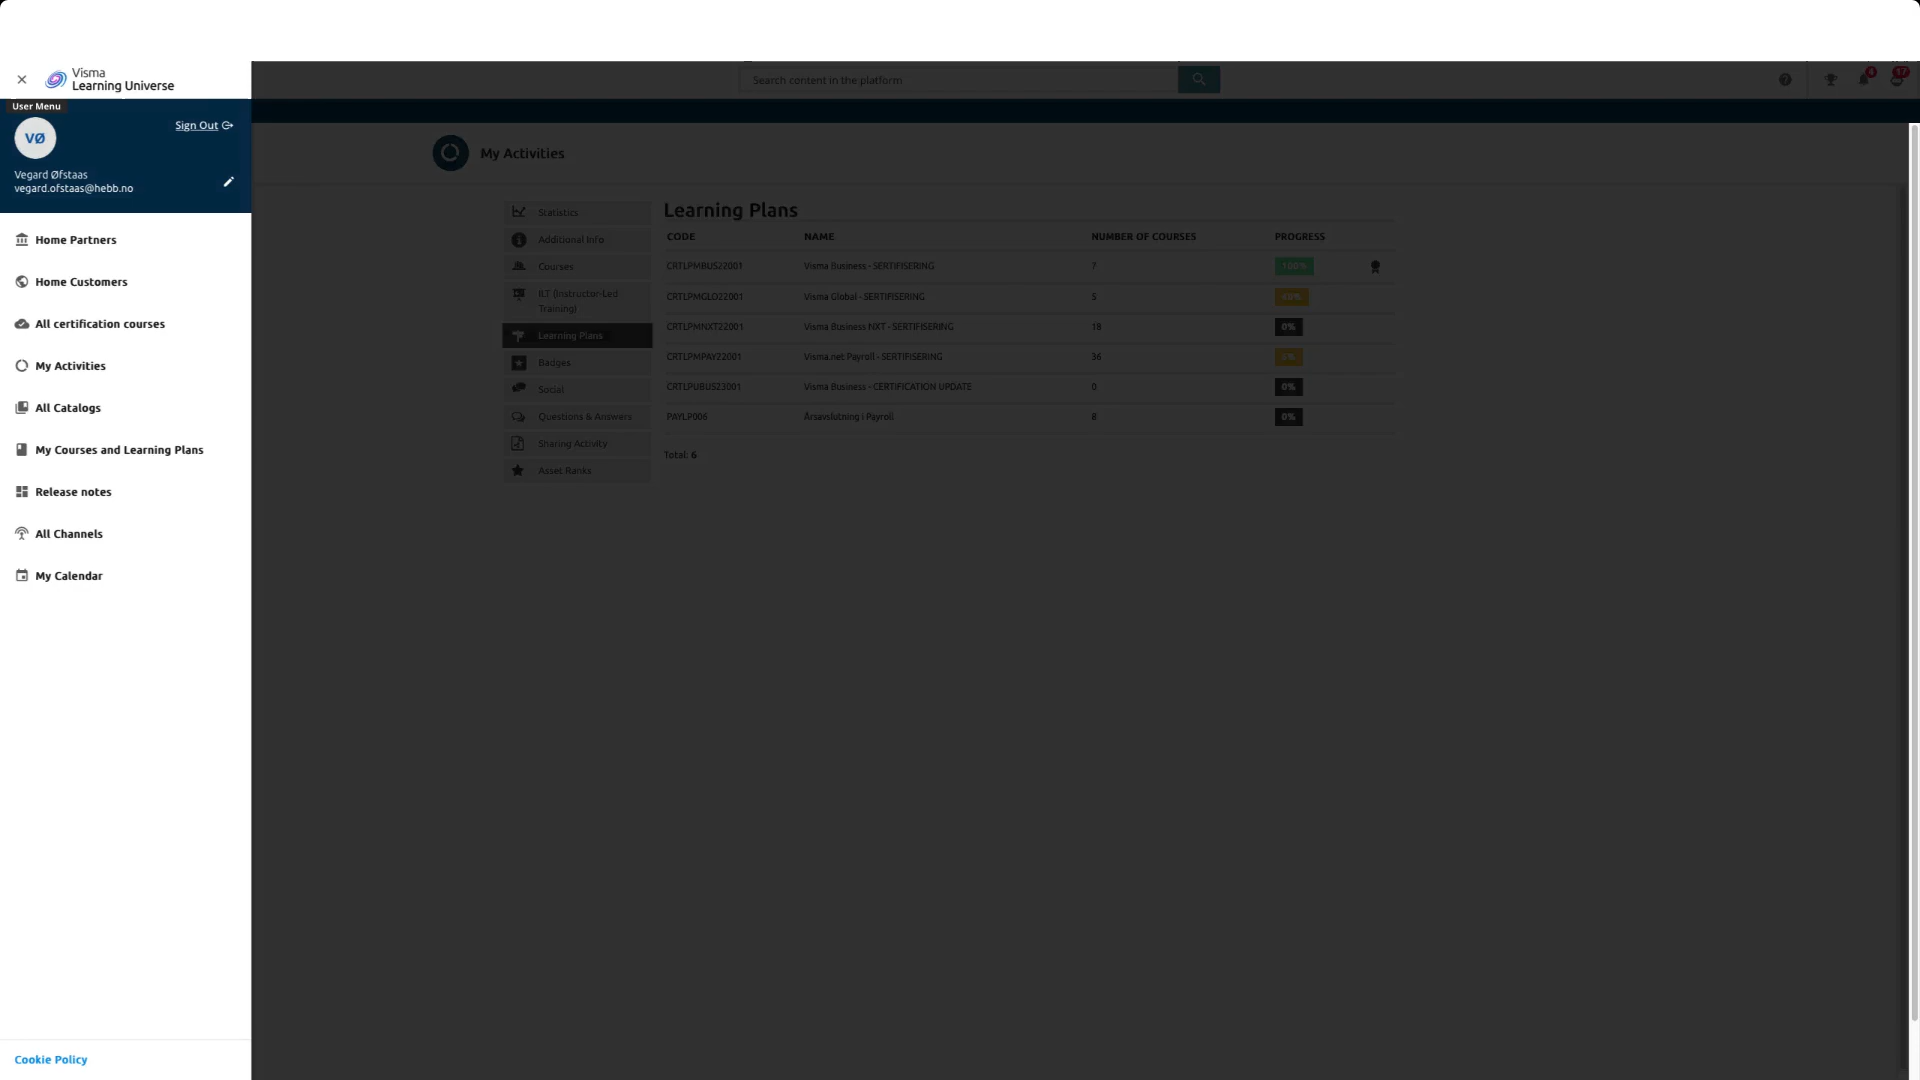 Visma
Learning Universe
Search content in the platform
4
17
User Menu
Sign Out
VØ
Vegard Øfstaas
vegard.ofstaas@hebb.no
Home Partners
Home Customers
All certification courses
My Activities
All Catalogs
My Courses and Learning Plans
Release notes
All Channels
My Calendar
Cookie Policy
My Activities
Statistics
Additional Info
Courses
ILT (Instructor-Led
Training)
Learning Plans
Badges
Social
Questions & Answers
Sharing Activity
Asset Ranks
Learning Plans
CODE NAME NUMBER OF COURSES PROGRESS
CRTLPMBUS22001 Visma Business - SERTIFISERING 7 100%
CRTLPMGLO22001 Visma Global - SERTIFISERING 5
CRTLPMNXT22001 Visma Business NXT - SERTIFISERING 18 0%
CRTLPMPAY22001 Visma.net Payroll - SERTIFISERING 36
CRTLPUBUS23001 Visma Business - CERTIFICATION UPDATE 0 0%
PAYLP006 Årsavslutning i Payroll 8 0%
Total: 6